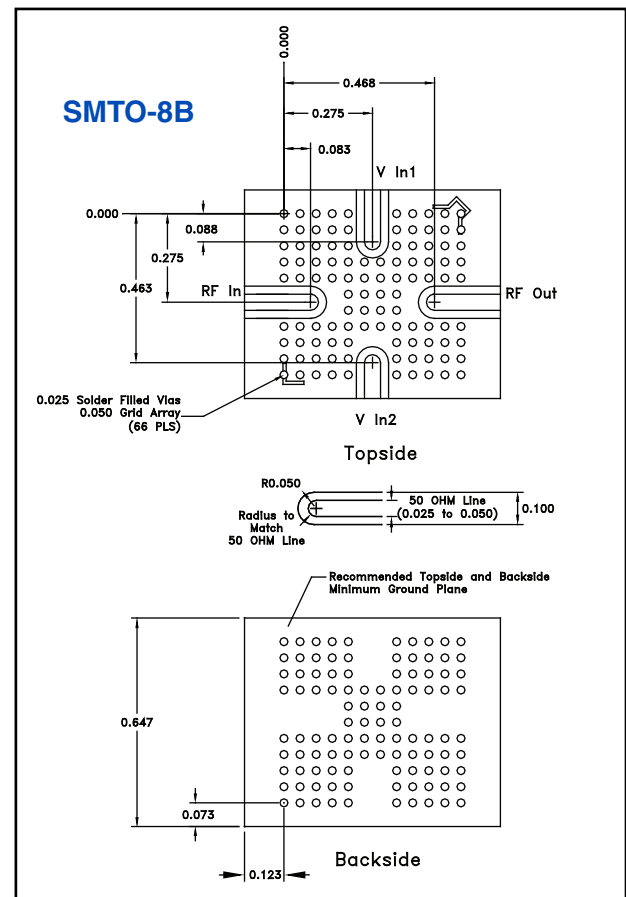 0.000
SMTO-8B
0.468
0.275
0.083
V In1
0.000
0.088
0.275
0.463
RF In
RF Out
0.025 Solder Filled Vias
0.050 Grid Array
(66 PLS)
V In2
Topside
R0.050
50 OHM Line
(0.025 to 0.050)
0.100
Radius to
Match
50 OHM Line
Recommended Topside and Backside
Minimum Ground Plane
0.647
0.073
Backside
0.123